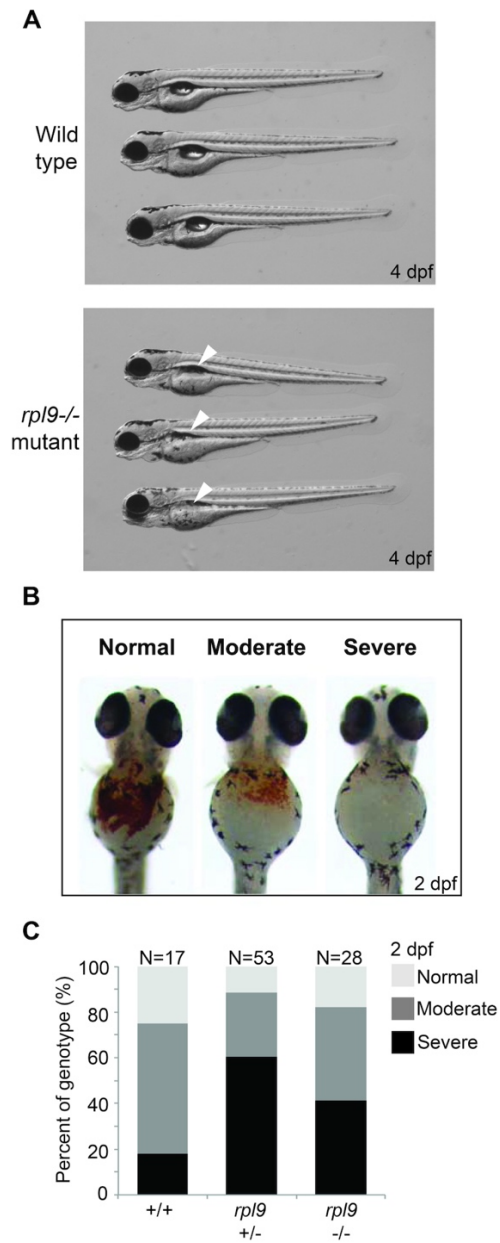 A
Wild
type
4 dpf
rpl9-/-
mutant
4 dpf
B
Normal Moderate Severe
2 dpf
C
N=17 N=53 N=28
2 dpf
Normal
Moderate
Severe
Percent of genotype (%)
100
80
60
40
20
0
+/+ rpl9 rpl9
+/- -/-